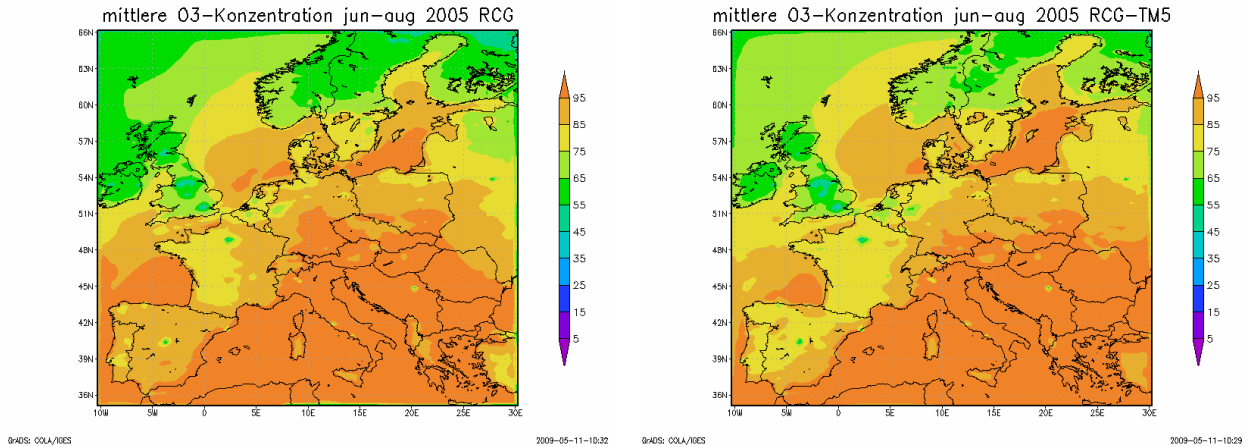 mittlere O3-Konzentration jun-aug 2005 RCG
66N
63N
60N
57N
54N
51N
48N
45N
42N
39N
36N
10W
5W
0
5E
10E
15E
20E
25E
30E
95
85
75
65
55
45
35
25
15
5
GrADS: COLA/IGES
2009-05-11-10:32
mittlere O3-Konzentration jun-aug 2005 RCG-TM5
66N
63N
60N
57N
54N
51N
48N
45N
42N
39N
36N
10W
5W
0
5E
10E
15E
20E
25E
30E
95
85
75
65
55
45
35
25
15
5
GrADS: COLA/IGES
2009-05-11-10:29